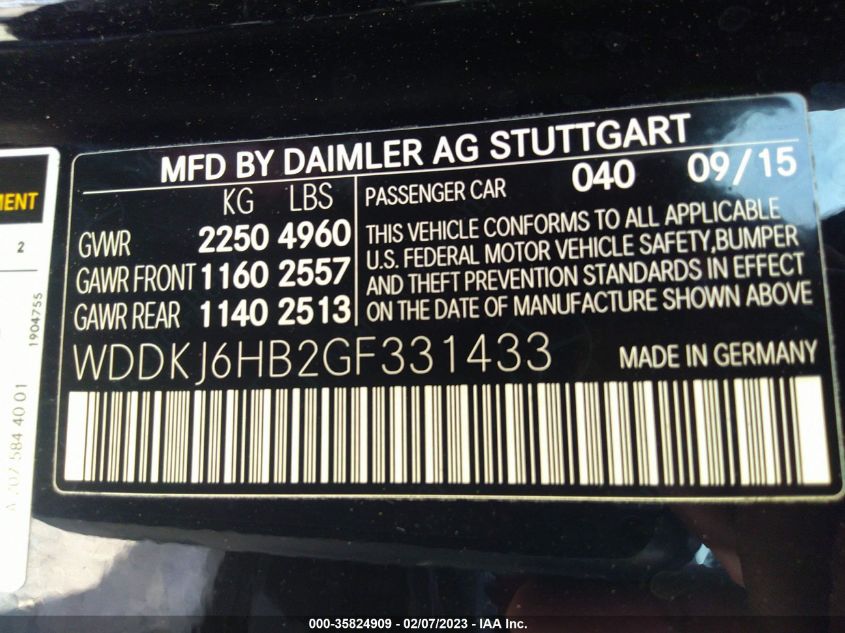 MFD BY DAIMLER AG STUTTGART
KG LBS
GVWR 2250 4960
GAWR FRONT 1160 2557
GAWR REAR 1140 2513
PASSENGER CAR 040 09/15
THIS VEHICLE CONFORMS TO ALL APPLICABLE
U.S. FEDERAL MOTOR VEHICLE SAFETY,BUMPER
AND THEFT PREVENTION STANDARDS IN EFFECT
ON THE DATE OF MANUFACTURE SHOWN ABOVE
WDDKJ6HB2GF331433 MADE IN GERMANY
2
1904755
584 40 01
000-35824909 - 02/07/2023 - IAA Inc.